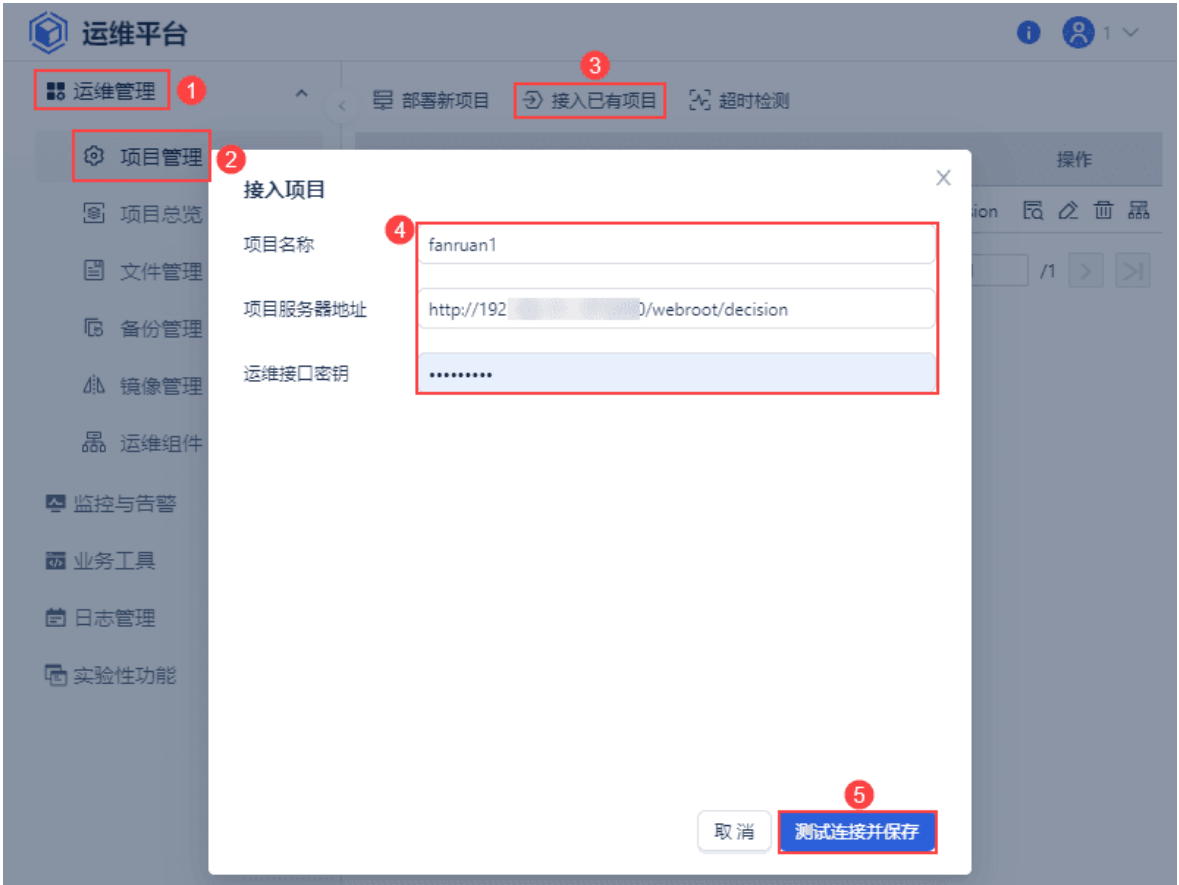 运维平台
1
运维管理
1
3
部署新项目
接入已有项目
超时检测
项目管理
2
操作
接入项目
项目总览
4
项目名称
fanruan1
ion
文件管理
/1
项目服务器地址
http://192 0/webroot/decision
备份管理
运维接口密钥
•••••••••
镜像管理
运维组件
监控与告警
业务工具
日志管理
实验性功能
5
取消
测试连接并保存